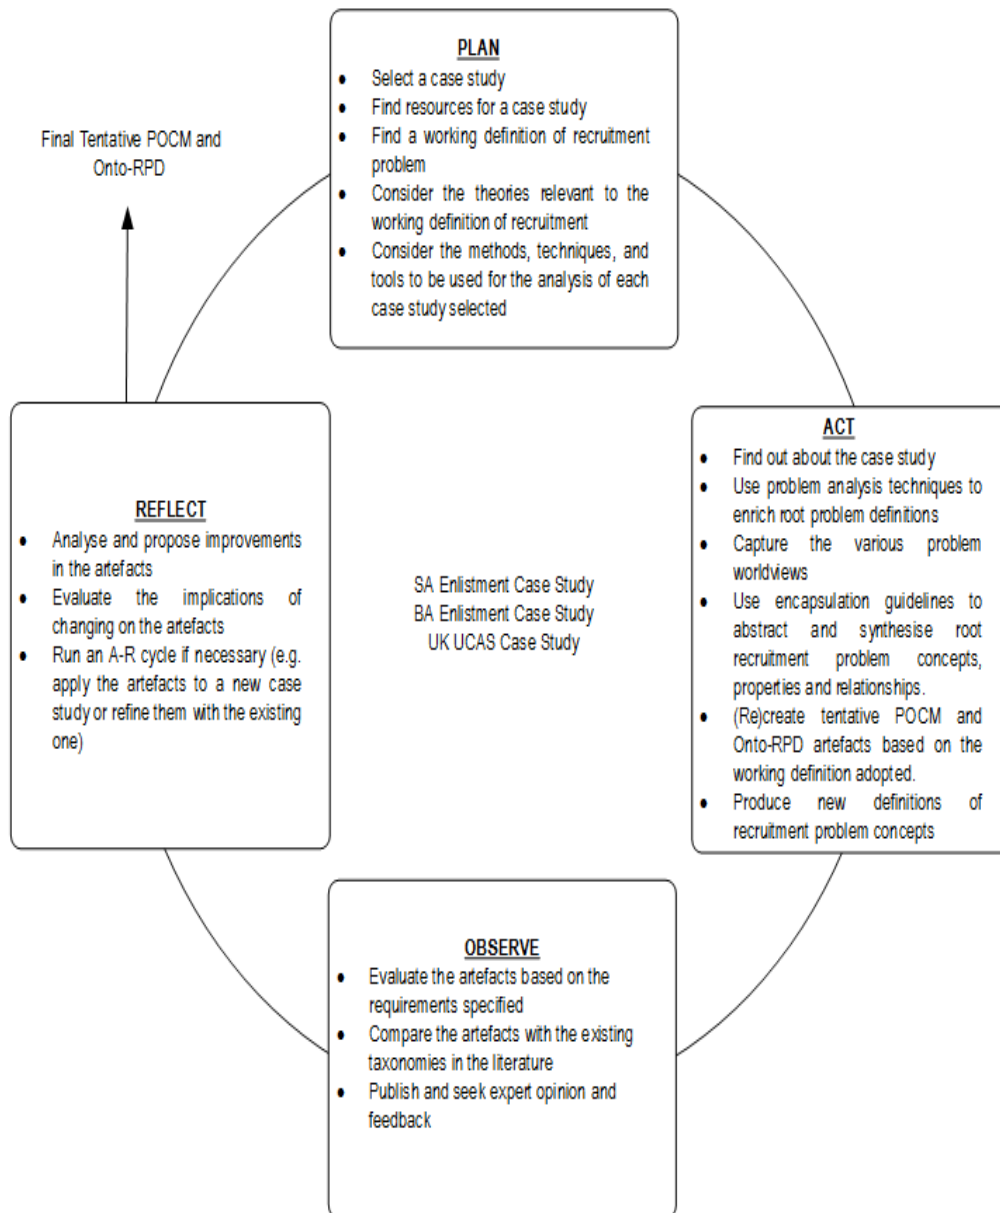 PLAN
• Select a case study
• Find resources for a case study
• Find a working definition of recruitment
problem
• Consider the theories relevant to the
working definition of recruitment
• Consider the methods, techniques, and
tools to be used for the analysis of each
case study selected
Final Tentative POCM and
Onto-RPD
ACT
• Find out about the case study
• Use problem analysis techniques to
enrich root problem definitions
• Capture the various problem
worldviews
• Use encapsulation guidelines to
abstract and synthesise root
recruitment problem concepts,
properties and relationships.
• (Re)create tentative POCM and
Onto-RPD artefacts based on the
working definition adopted.
• Produce new definitions of
recruitment problem concepts
REFLECT
• Analyse and propose improvements
in the artefacts
• Evaluate the implications of
changing on the artefacts
• Run an A-R cycle if necessary (e.g.
apply the artefacts to a new case
study or refine them with the existing
one)
SA Enlistment Case Study
BA Enlistment Case Study
UK UCAS Case Study
OBSERVE
• Evaluate the artefacts based on the
requirements specified
• Compare the artefacts with the existing
taxonomies in the literature
• Publish and seek expert opinion and
feedback